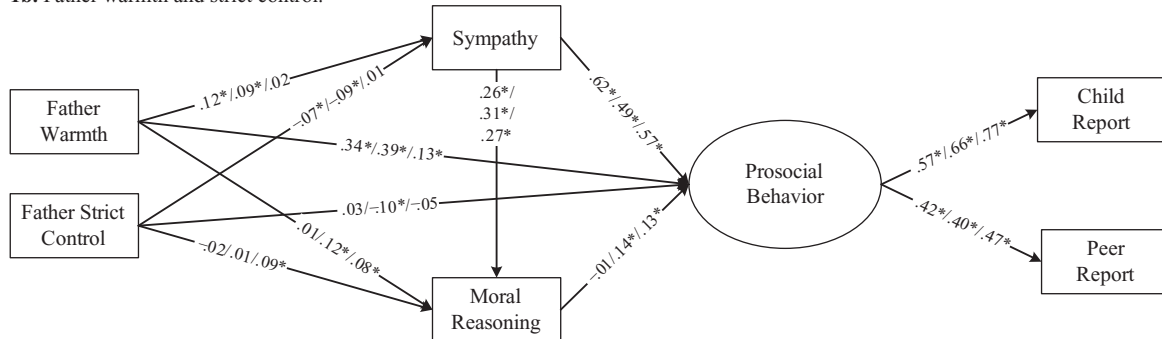 1b. Father warmth and strict control.
Sympathy
.12*/.09*/.02
–.07*/–.09*/.01
.26*/
.31*/
.27*
.62*/.49*/.57*
Father
Warmth
Child
Report
.57*/.66*/.77*
.34*/.39*/.13*
Prosocial
Behavior
Father Strict
Control
.03/–.10*/–.05
.01/.12*/.08*
–.02/.01/.09*
–.01/.14*/.13*
.42*/.40*/.47*
Peer
Report
Moral
Reasoning